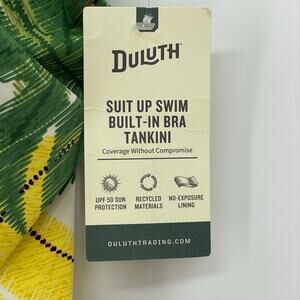 DULUTH
SUIT UP SWIM
BUILT-IN BRA
TANKINI
Coverage Without Compromise
UPF 50 SUN PROTECTION
RECYCLED MATERIALS
NO-EXPOSURE LINING
DULUTHTRADING.COM